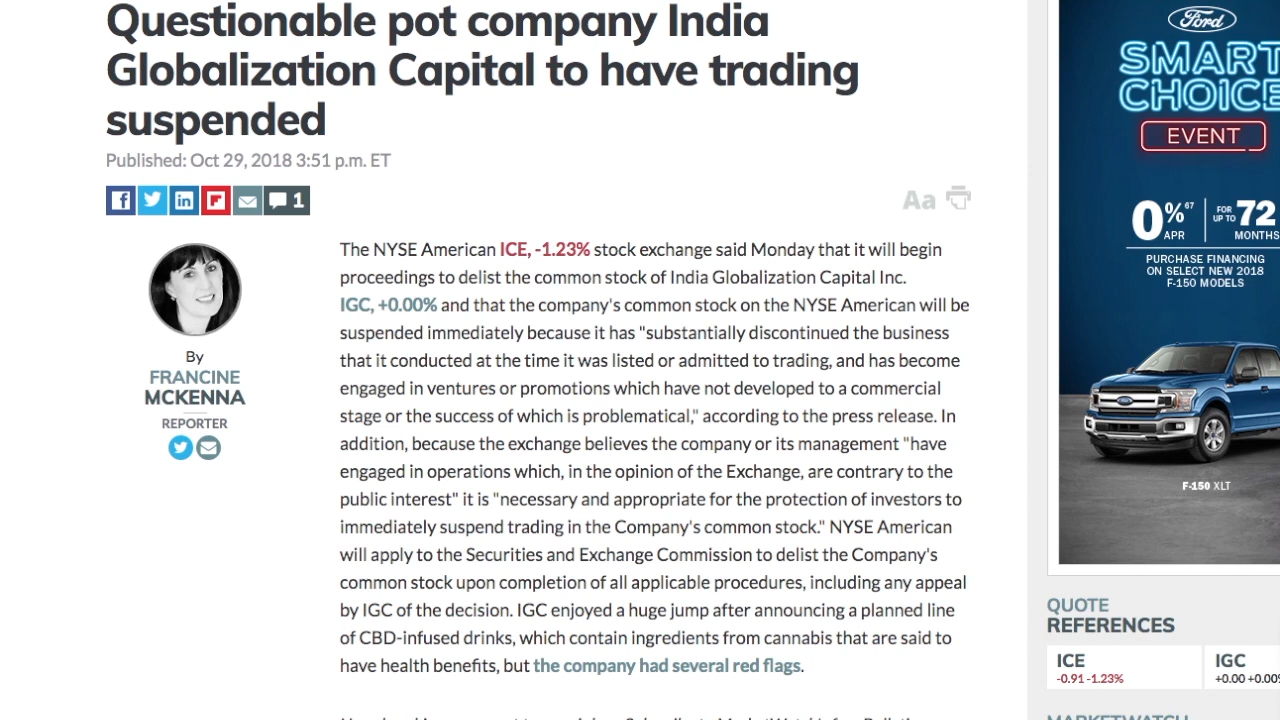 Questionable pot company India
Globalization Capital to have trading
suspended
Published: Oct 29, 2018 3:51 p.m. ET
1
Aa
By
FRANCINE
MCKENNA
REPORTER
The NYSE American ICE, -1.23% stock exchange said Monday that it will begin
proceedings to delist the common stock of India Globalization Capital Inc.
IGC, +0.00% and that the company's common stock on the NYSE American will be
suspended immediately because it has "substantially discontinued the business
that it conducted at the time it was listed or admitted to trading, and has become
engaged in ventures or promotions which have not developed to a commercial
stage or the success of which is problematical," according to the press release. In
addition, because the exchange believes the company or its management "have
engaged in operations which, in the opinion of the Exchange, are contrary to the
public interest" it is "necessary and appropriate for the protection of investors to
immediately suspend trading in the Company's common stock." NYSE American
will apply to the Securities and Exchange Commission to delist the Company's
common stock upon completion of all applicable procedures, including any appeal
by IGC of the decision. IGC enjoyed a huge jump after announcing a planned line
of CBD-infused drinks, which contain ingredients from cannabis that are said to
have health benefits, but the company had several red flags.
Ford
SMART
CHOICE
EVENT
0%67 APR
FOR UP TO 72 MONTHS
PURCHASE FINANCING
ON SELECT NEW 2018
F-150 MODELS
F-150 XLT
QUOTE
REFERENCES
ICE
-0.91 -1.23%
IGC
+0.00 +0.00%
MARKETWATCH